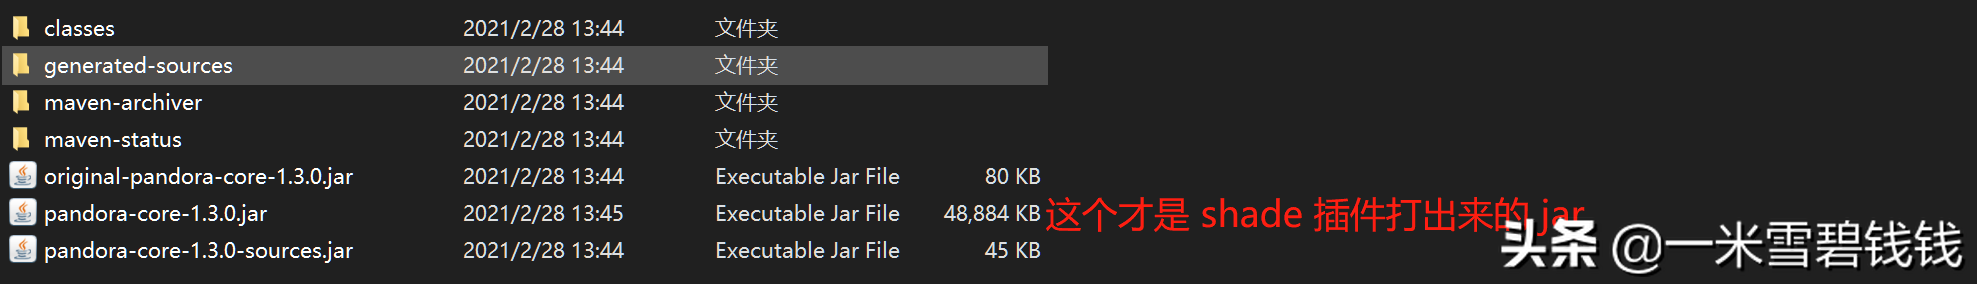 classes 2021/2/28 13:44 文件夹
generated-sources 2021/2/28 13:44 文件夹
maven-archiver 2021/2/28 13:44 文件夹
maven-status 2021/2/28 13:44 文件夹
original-pandora-core-1.3.0.jar 2021/2/28 13:44 Executable Jar File 80 KB
pandora-core-1.3.0.jar 2021/2/28 13:45 Executable Jar File 48,884 KB 这个才是 shade 插件打出来的 jar
pandora-core-1.3.0-sources.jar 2021/2/28 13:44 Executable Jar File 45 KB
头条 @一米雪碧钱钱